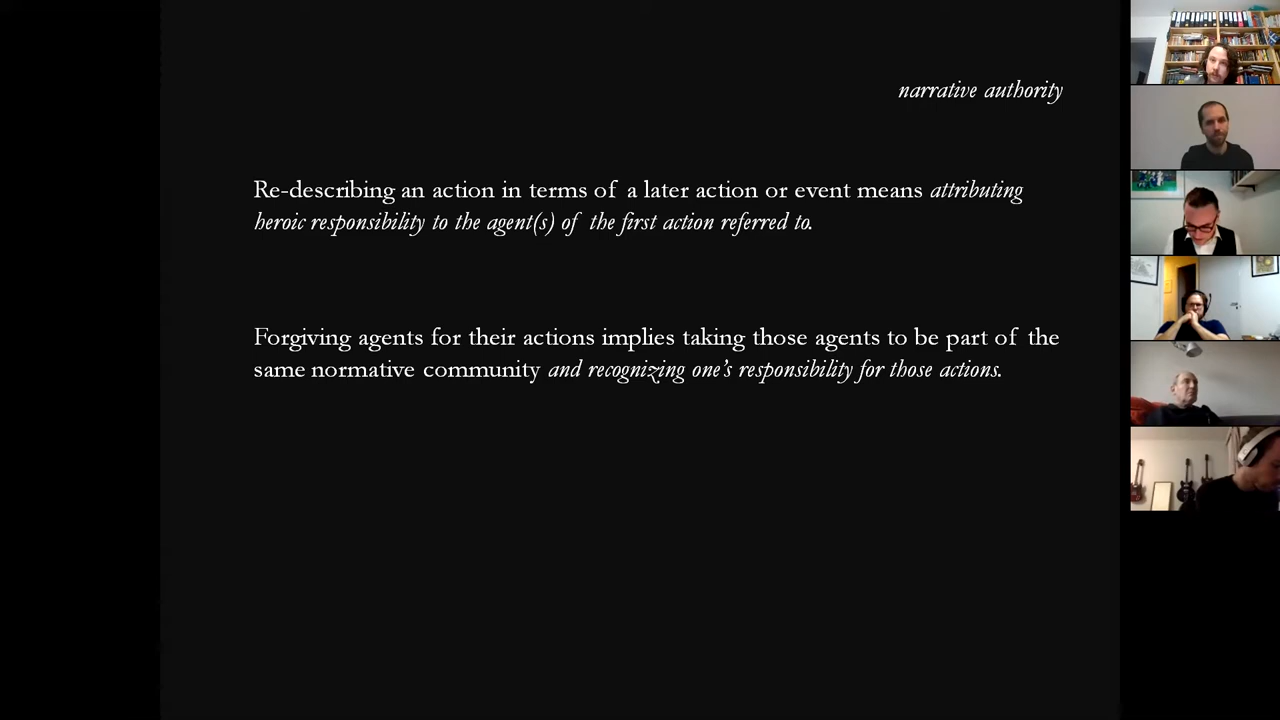 narrative authority
Re-describing an action in terms of a later action or event means attributing
heroic responsibility to the agent(s) of the first action referred to.
Forgiving agents for their actions implies taking those agents to be part of the
same normative community and recognizing one's responsibility for those actions.